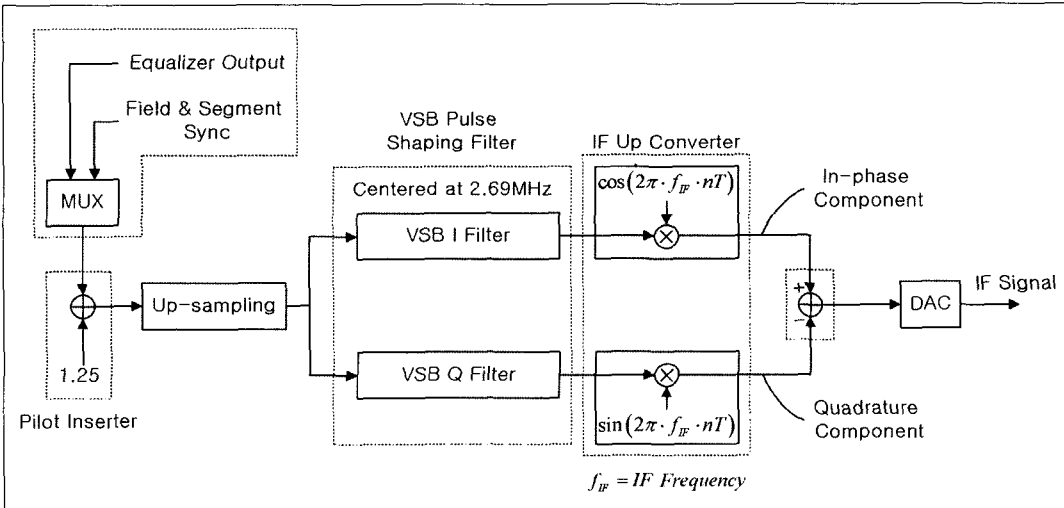 Equalizer Output
Field & Segment
Sync
MUX
VSB Pulse
Shaping Filter
Centered at 2.69MHz
VSB I Filter
VSB Q Filter
IF Up Converter
cos(2π · f_IF · nT)
sin(2π · f_IF · nT)
f_IF = IF Frequency
In-phase
Component
Quadrature
Component
Up-sampling
1.25
Pilot Inserter
+
−
DAC
IF Signal